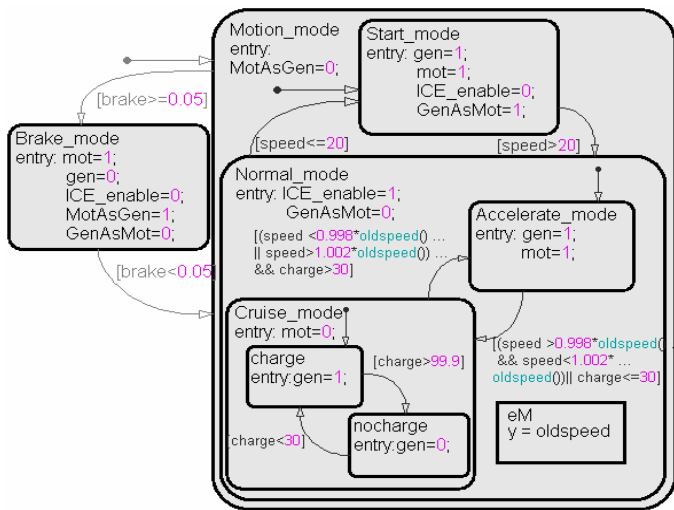 Motion_mode
entry:
MotAsGen=0;
Start_mode
entry: gen=1;
mot=1;
ICE_enable=0;
GenAsMot=1;
[brake>=0.05]
Brake_mode
entry: mot=1;
gen=0;
ICE_enable=0;
MotAsGen=1;
GenAsMot=0;
[speed<=20]
[speed>20]
Normal_mode
entry: ICE_enable=1;
GenAsMot=0;
[(speed <0.998*oldspeed() ...
|| speed>1.002*oldspeed()) ...
&& charge>30]
Accelerate_mode
entry: gen=1;
mot=1;
[brake<0.05]
Cruise_mode
entry: mot=0;
charge
entry:gen=1;
[charge>99.9]
[charge<30]
nocharge
entry:gen=0;
[(speed >0.998*oldspeed() ...
&& speed<1.002* ...
oldspeed())|| charge<=30]
eM
y = oldspeed